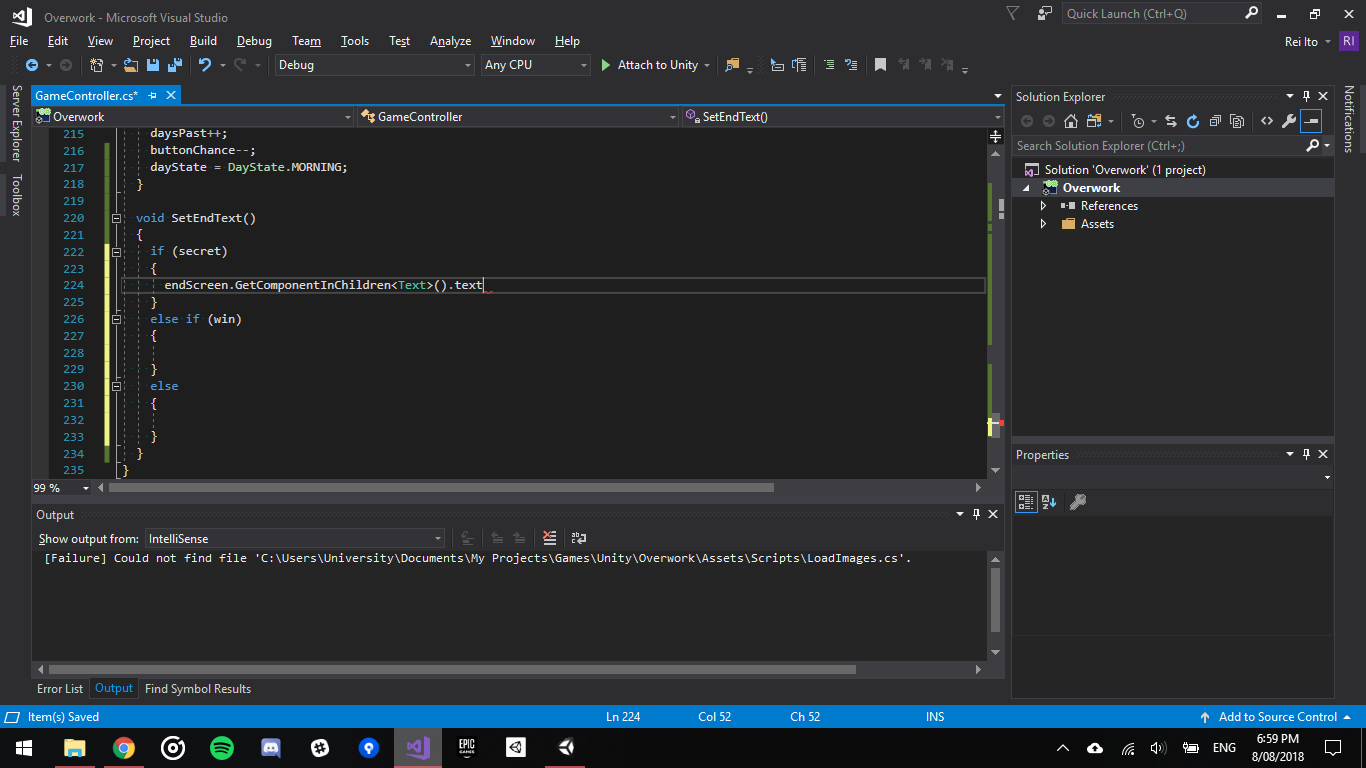 Overwork - Microsoft Visual Studio
Quick Launch (Ctrl+Q)
File Edit View Project Build Debug Team Tools Test Analyze Window Help
Rei Ito RI
Debug Any CPU Attach to Unity
Server Explorer
Toolbox
GameController.cs*
Overwork GameController SetEndText()
215 daysPast++;
216 buttonChance--;
217 dayState = DayState.MORNING;
218 }
219
220 void SetEndText()
221 {
222 if (secret)
223 {
224 endScreen.GetComponentInChildren<Text>().text
225 }
226 else if (win)
227 {
228
229 }
230 else
231 {
232
233 }
234 }
235 }
99 %
Output
Show output from: IntelliSense
[Failure] Could not find file 'C:\Users\University\Documents\My Projects\Games\Unity\Overwork\Assets\Scripts\LoadImages.cs'.
Error List Output Find Symbol Results
Solution Explorer
Search Solution Explorer (Ctrl+;)
Solution 'Overwork' (1 project)
Overwork
References
Assets
Properties
Notifications
Item(s) Saved Ln 224 Col 52 Ch 52 INS Add to Source Control
EPIC
GAMES
ENG
6:59 PM
8/08/2018